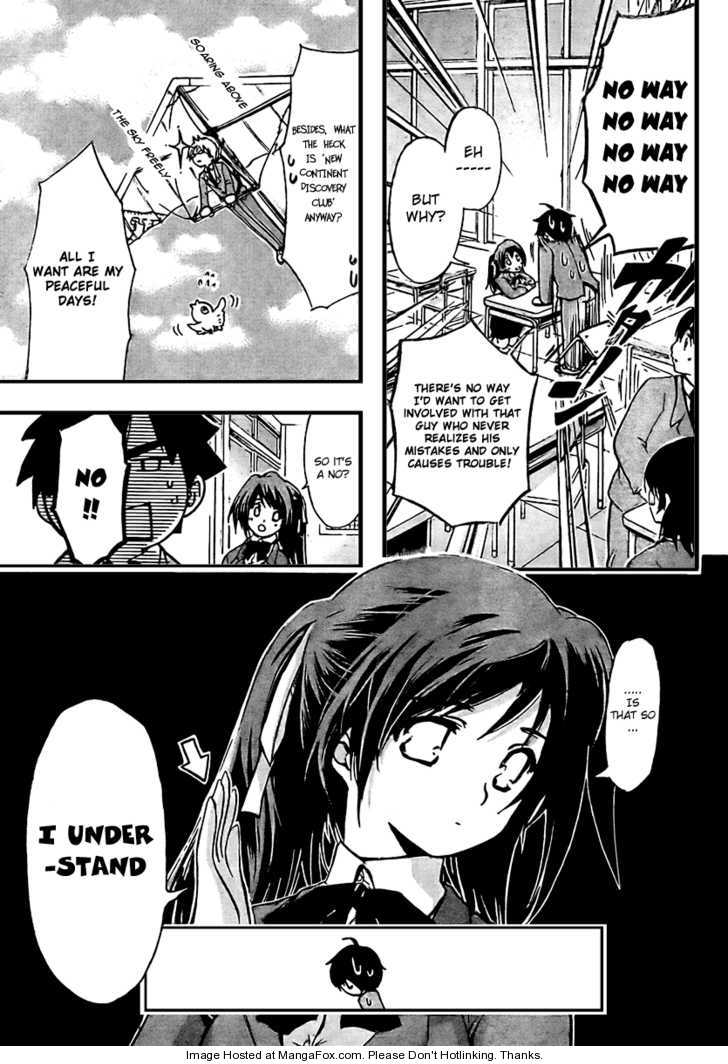 NO WAY
NO WAY
NO WAY
NO WAY
EH
-----
BUT
WHY?
THERE'S NO WAY
I'D WANT TO GET
INVOLVED WITH THAT
GUY WHO NEVER
REALIZES HIS
MISTAKES AND ONLY
CAUSES TROUBLE!
BESIDES, WHAT
THE HECK
IS 'NEW
CONTINENT
DISCOVERY
CLUB'
ANYWAY?
SOARING ABOVE
THE SKY FREELY
ALL I
WANT ARE MY
PEACEFUL
DAYS!
SO IT'S
A NO?
NO
!!
.....
IS
THAT SO
...
I UNDER
-STAND
Image Hosted at MangaFox.com. Please Don't Hotlinking. Thanks.